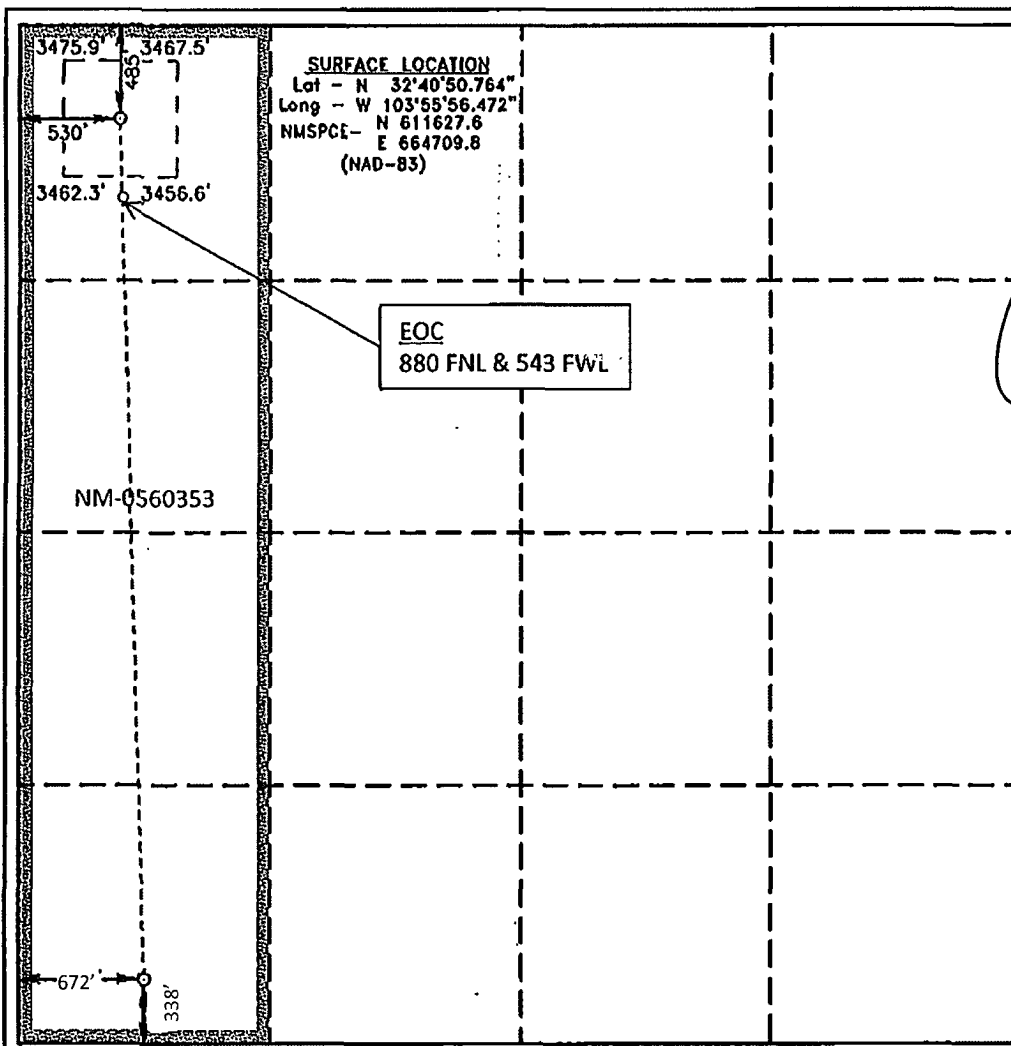 3475.9' 3467.5'
485'
530'
3462.3' 3456.6'
SURFACE LOCATION
Lat - N 32°40'50.764"
Long - W 103°55'56.472"
NMSPCE- N 611627.6
E 664709.8
(NAD-83)
EOC
880 FNL & 543 FWL
NM-0560353
672'
338'